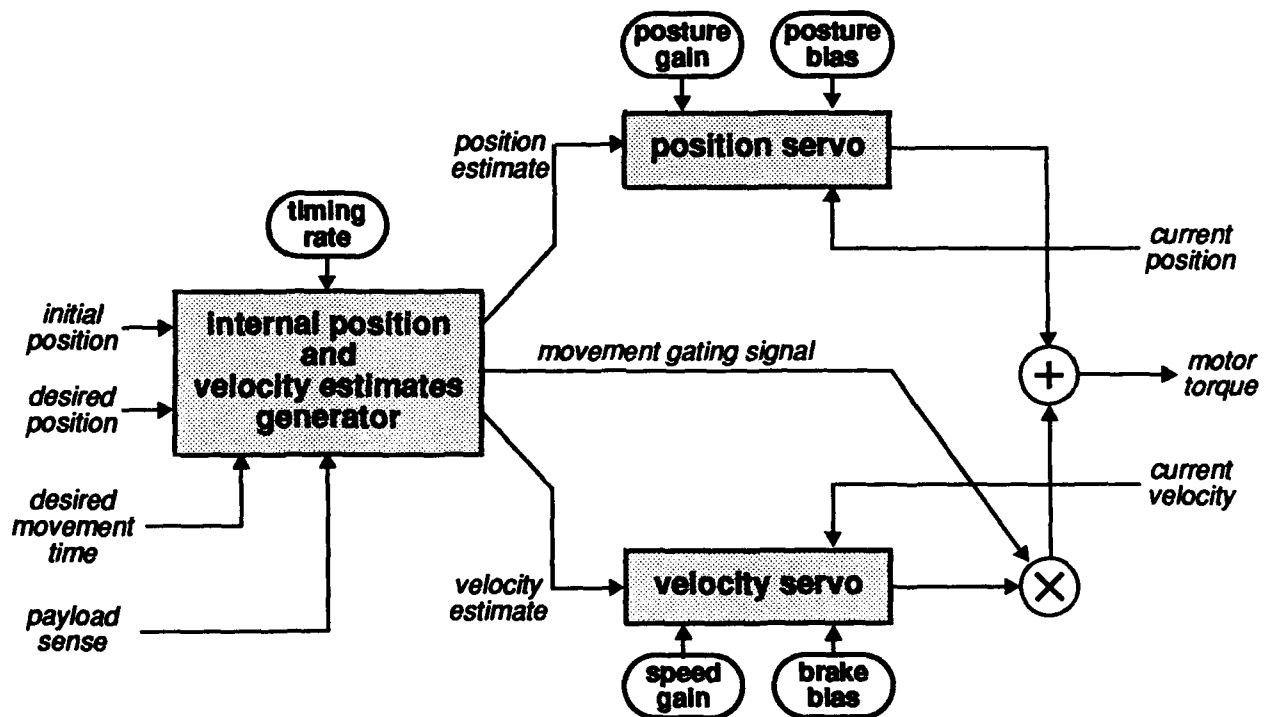 posture
gain
posture
bias
position
estimate
position servo
timing
rate
current
position
initial
position
internal position
and
velocity estimates
generator
movement gating signal
+
motor
torque
desired
position
desired
movement
time
current
velocity
velocity
estimate
velocity servo
×
payload
sense
speed
gain
brake
bias